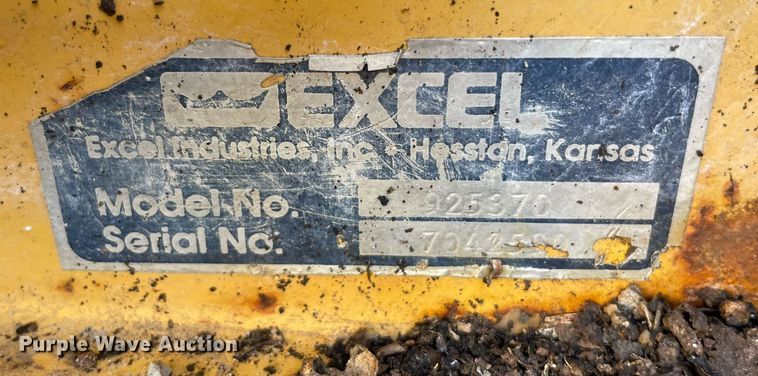 EXCEL
Excel Industries, Inc. • Hesston, Kansas
Model No. 925370
Serial No.
Purple Wave Auction